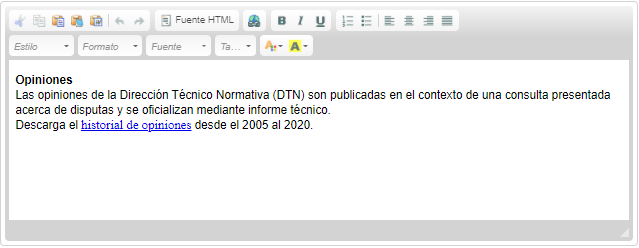 Fuente HTML
B I U
Estilo Formato Fuente Ta... A A
Opiniones
Las opiniones de la Dirección Técnico Normativa (DTN) son publicadas en el contexto de una consulta presentada
acerca de disputas y se oficializan mediante informe técnico.
Descarga el historial de opiniones desde el 2005 al 2020.